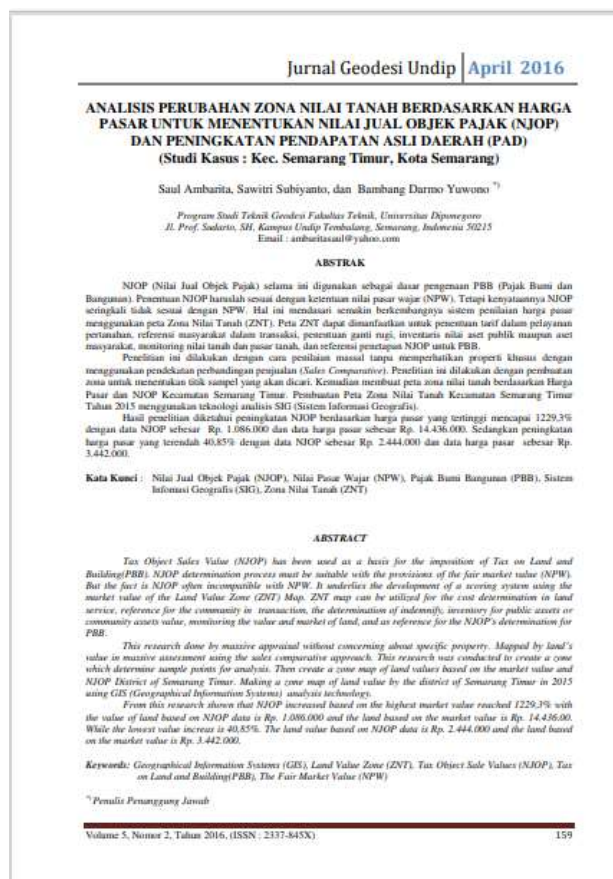 Jurnal Geodesi Undip April 2016
ANALISIS PERUBAHAN ZONA NILAI TANAH BERDASARKAN HARGA
PASAR UNTUK MENENTUKAN NILAI JUAL OBJEK PAJAK (NJOP)
DAN PENINGKATAN PENDAPATAN ASLI DAERAH (PAD)
(Studi Kasus : Kec. Semarang Timur, Kota Semarang)
Saul Ambarita, Sawitri Subiyanto, dan Bambang Darmo Yuwono *)
Program Studi Teknik Geodesi Fakultas Teknik, Universitas Diponegoro
Jl. Prof. Sudarto, SH, Kampus Undip Tembalang, Semarang, Indonesia 50215
Email : ambaritasaul@yahoo.com
ABSTRAK
NJOP (Nilai Jual Objek Pajak) selama ini digunakan sebagai dasar pengenaan PBB (Pajak Bumi dan
Bangunan). Penentuan NJOP haruslah sesuai dengan ketentuan nilai pasar wajar (NPW). Tetapi kenyataannya NJOP
seringkali tidak sesuai dengan NPW. Hal ini mendasari semakin berkembangnya sistem penilaian harga pasar
menggunakan peta Zona Nilai Tanah (ZNT). Peta ZNT dapat dimanfaatkan untuk penentuan tarif dalam pelayanan
pertanahan, referensi masyarakat dalam transaksi, penentuan ganti rugi, inventaris nilai aset publik maupun aset
masyarakat, monitoring nilai tanah dan pasar tanah, dan referensi penetapan NJOP untuk PBB.
Penelitian ini dilakukan dengan cara penilaian massal tanpa memperhatikan properti khusus dengan
menggunakan pendekatan perbandingan penjualan (Sales Comparative). Penelitian ini dilakukan dengan pembuatan
zona untuk menentukan titik sampel yang akan dicari. Kemudian membuat peta zona nilai tanah berdasarkan Harga
Pasar dan NJOP Kecamatan Semarang Timur. Pembuatan Peta Zona Nilai Tanah Kecamatan Semarang Timur
Tahun 2015 menggunakan teknologi analisis SIG (Sistem Informasi Geografis).
Hasil penelitian diketahui peningkatan NJOP berdasarkan harga pasar yang tertinggi mencapai 1229,3%
dengan data NJOP sebesar Rp. 1.086.000 dan data harga pasar sebesar Rp. 14.436.000. Sedangkan peningkatan
harga pasar yang terendah 40,85% dengan data NJOP sebesar Rp. 2.444.000 dan data harga pasar sebesar Rp.
3.442.000.
Kata Kunci : Nilai Jual Objek Pajak (NJOP), Nilai Pasar Wajar (NPW), Pajak Bumi Bangunan (PBB), Sistem
Infomasi Geografis (SIG), Zona Nilai Tanah (ZNT)
ABSTRACT
Tax Object Sales Value (NJOP) has been used as a basis for the imposition of Tax on Land and
Building(PBB). NJOP determination process must be suitable with the provisions of the fair market value (NPW).
But the fact is NJOP often incompatible with NPW. It underlies the development of a scoring system using the
market value of the Land Value Zone (ZNT) Map. ZNT map can be utilized for the cost determination in land
service, reference for the community in transaction, the determination of indemnify, inventory for public assets or
community assets value, monitoring the value and market of land, and as reference for the NJOP's determination for
PBB.
This research done by massive appraisal without concerning about specific property. Mapped by land's
value in massive assessment using the sales comparative approach. This research was conducted to create a zone
which determine sample points for analysis. Then create a zone map of land values based on the market value and
NJOP District of Semarang Timur. Making a zone map of land value by the district of Semarang Timur in 2015
using GIS (Geographical Information Systems) analysis technology.
From this research shown that NJOP increased based on the highest market value reached 1229,3% with
the value of land based on NJOP data is Rp. 1.086.000 and the land based on the market value is Rp. 14.436.00.
While the lowest value increas is 40,85%. The land value based on NJOP data is Rp. 2.444.000 and the land based
on the market value is Rp. 3.442.000.
Keywords: Geographical Information Systems (GIS), Land Value Zone (ZNT), Tax Object Sale Values (NJOP), Tax
on Land and Building(PBB), The Fair Market Value (NPW)
*) Penulis Penanggung Jawab
Volume 5, Nomor 2, Tahun 2016, (ISSN : 2337-845X) 159